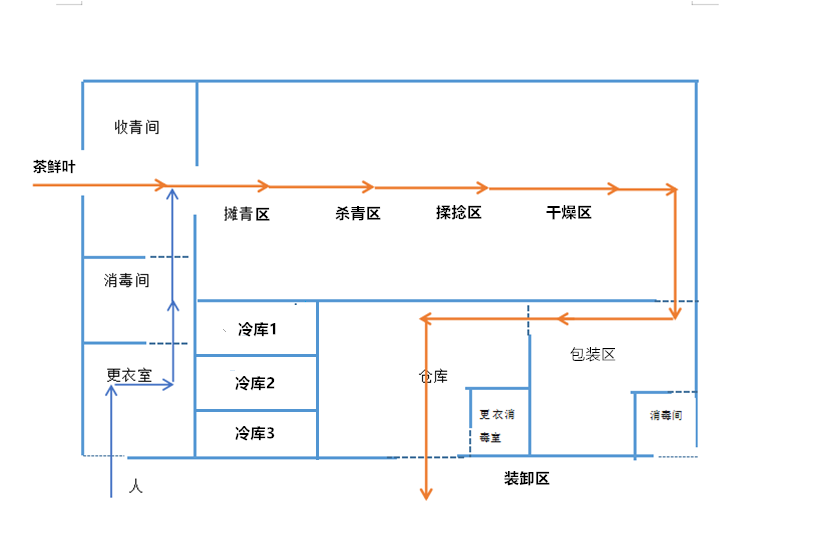 收青间
茶鲜叶
摊青区
杀青区
揉捻区
干燥区
消毒间
冷库1
包装区
更衣室
冷库2
仓库
更衣消
毒室
消毒间
冷库3
装卸区
人